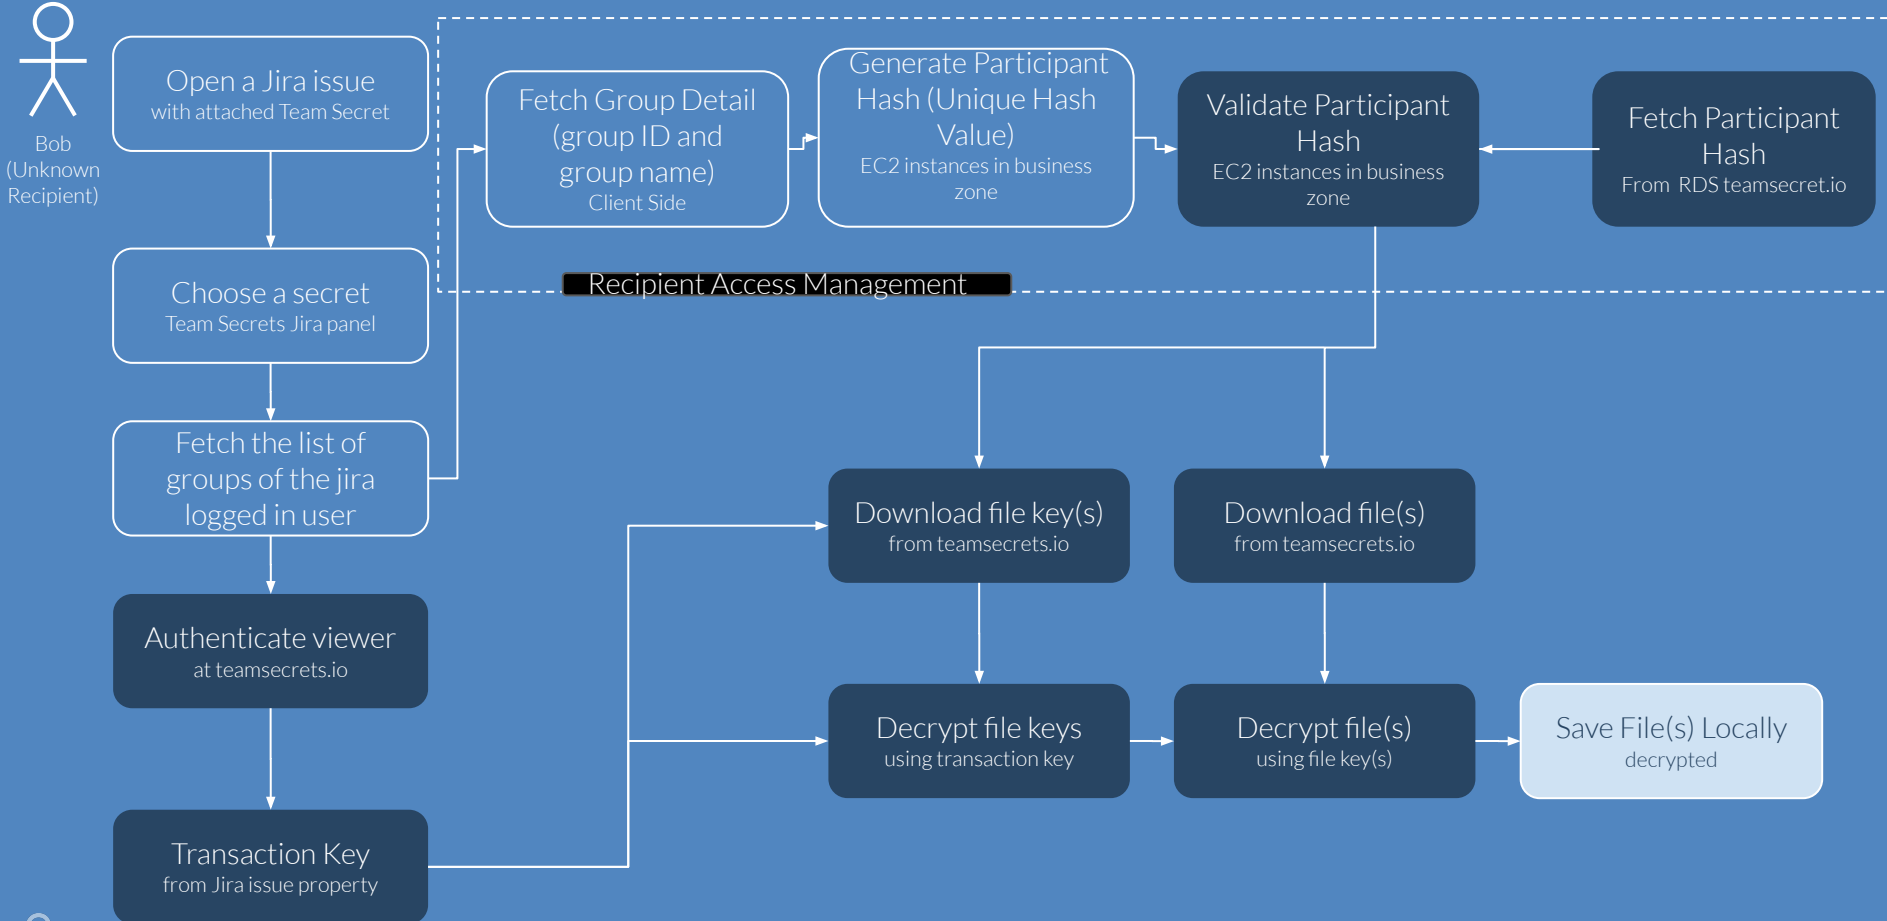 Bob
(Unknown
Recipient)
Open a Jira issue
with attached Team Secret
Choose a secret
Team Secrets Jira panel
Fetch the list of
groups of the jira
logged in user
Authenticate viewer
at teamsecrets.io
Transaction Key
from Jira issue property
Fetch Group Detail
(group ID and
group name)
Client Side
Generate Participant
Hash (Unique Hash
Value)
EC2 instances in business
zone
Validate Participant
Hash
EC2 instances in business
zone
Fetch Participant
Hash
From RDS teamsecret.io
Recipient Access Management
Download file key(s)
from teamsecrets.io
Download file(s)
from teamsecrets.io
Decrypt file keys
using transaction key
Decrypt file(s)
using file key(s)
Save File(s) Locally
decrypted